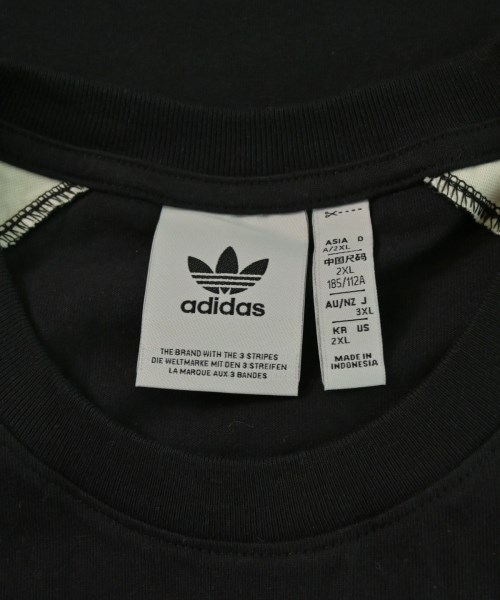 adidas
THE BRAND WITH THE 3 STRIPES
DIE WELTMARKE MIT DEN 3 STREIFEN
LA MARQUE AUX 3 BANDES
ASIA D
A/2XL
中国尺码
2XL
185/112A
AU/NZ J
3XL
KR US
2XL
MADE IN
INDONESIA